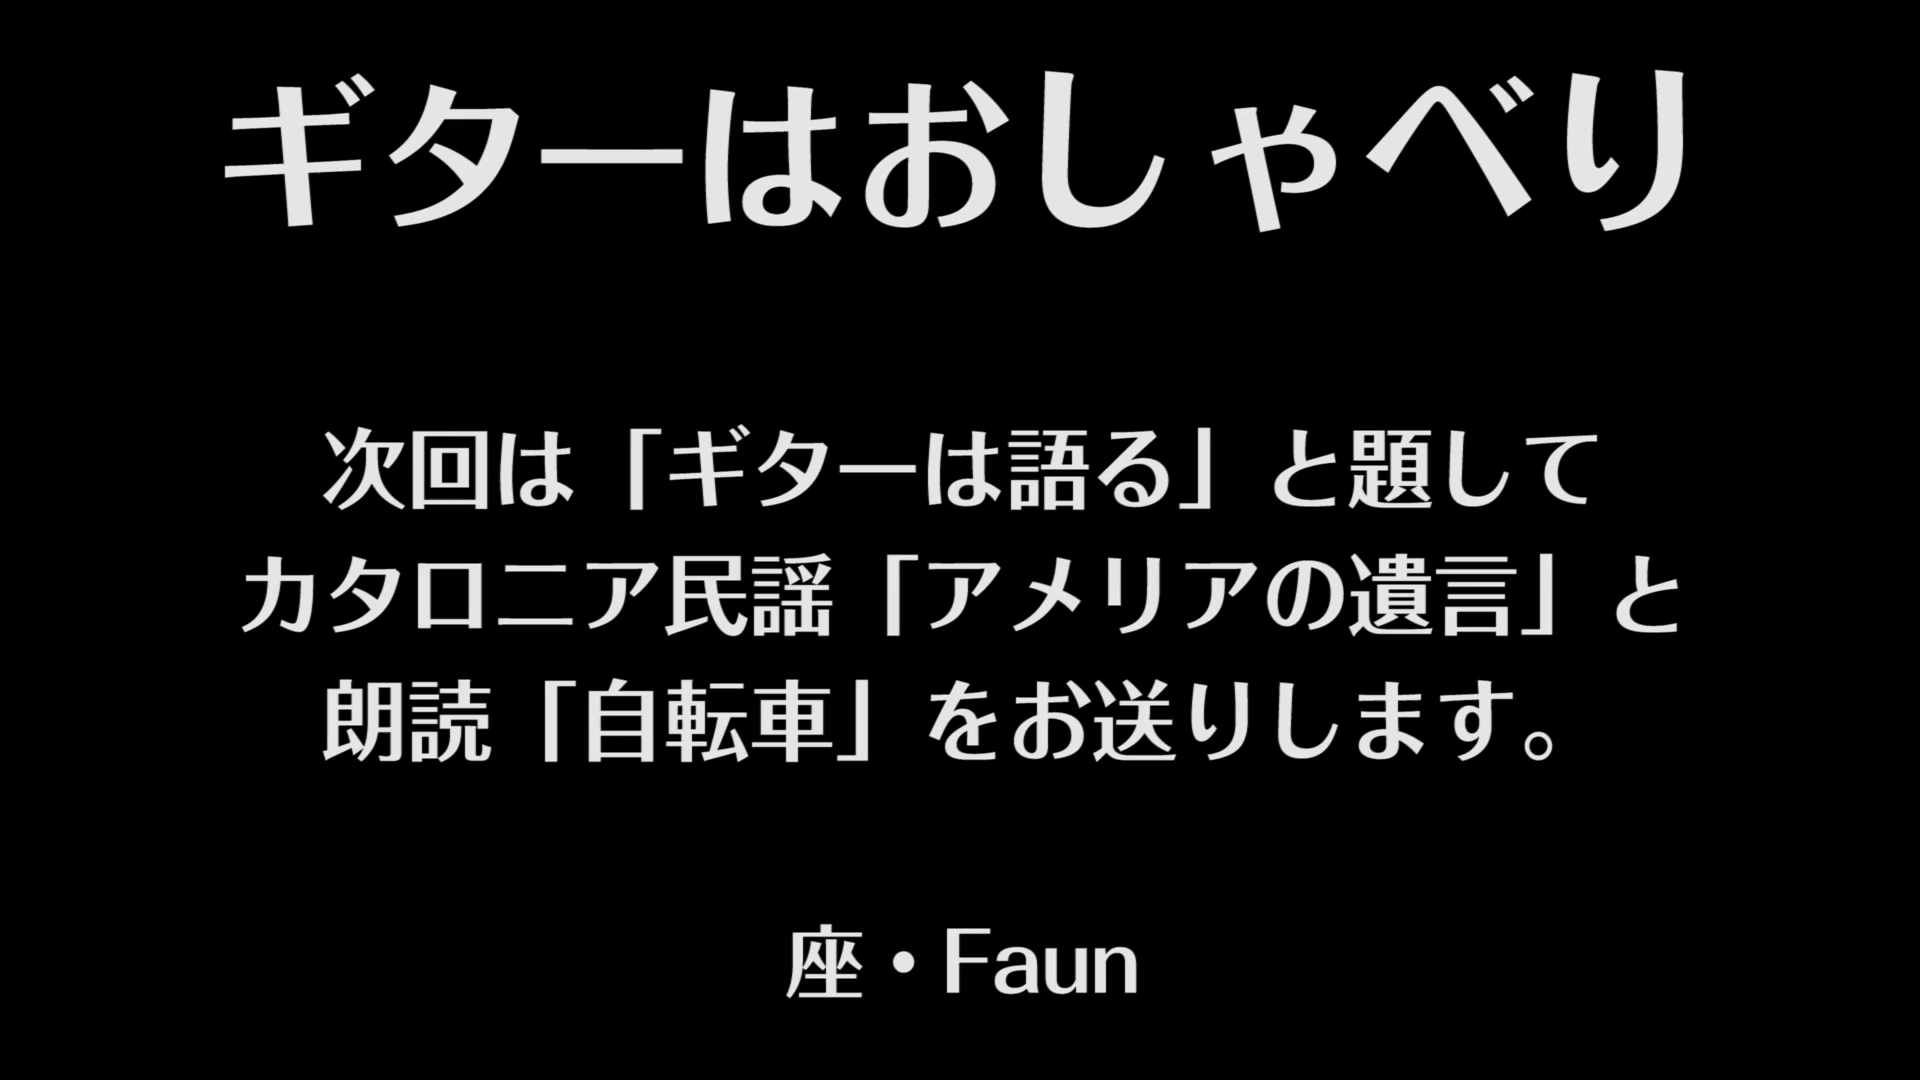 ギターはおしゃべり
次回は「ギターは語る」と題して
カタロニア民謡「アメリアの遺言」と
朗読「自転車」をお送りします。
座・Faun